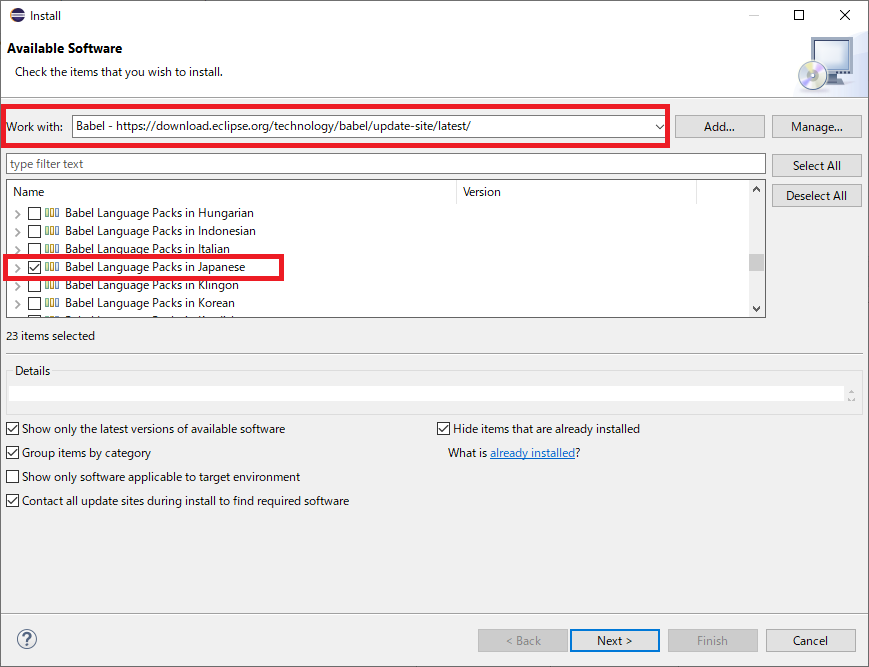 Install
Available Software
Check the items that you wish to install.
Work with: Babel - https://download.eclipse.org/technology/babel/update-site/latest/ Add... Manage...
type filter text Select All
Name Version Deselect All
Babel Language Packs in Hungarian
Babel Language Packs in Indonesian
Babel Language Packs in Italian
Babel Language Packs in Japanese
Babel Language Packs in Klingon
Babel Language Packs in Korean
23 items selected
Details
Show only the latest versions of available software Hide items that are already installed
Group items by category What is already installed?
Show only software applicable to target environment
Contact all update sites during install to find required software
? < Back Next > Finish Cancel